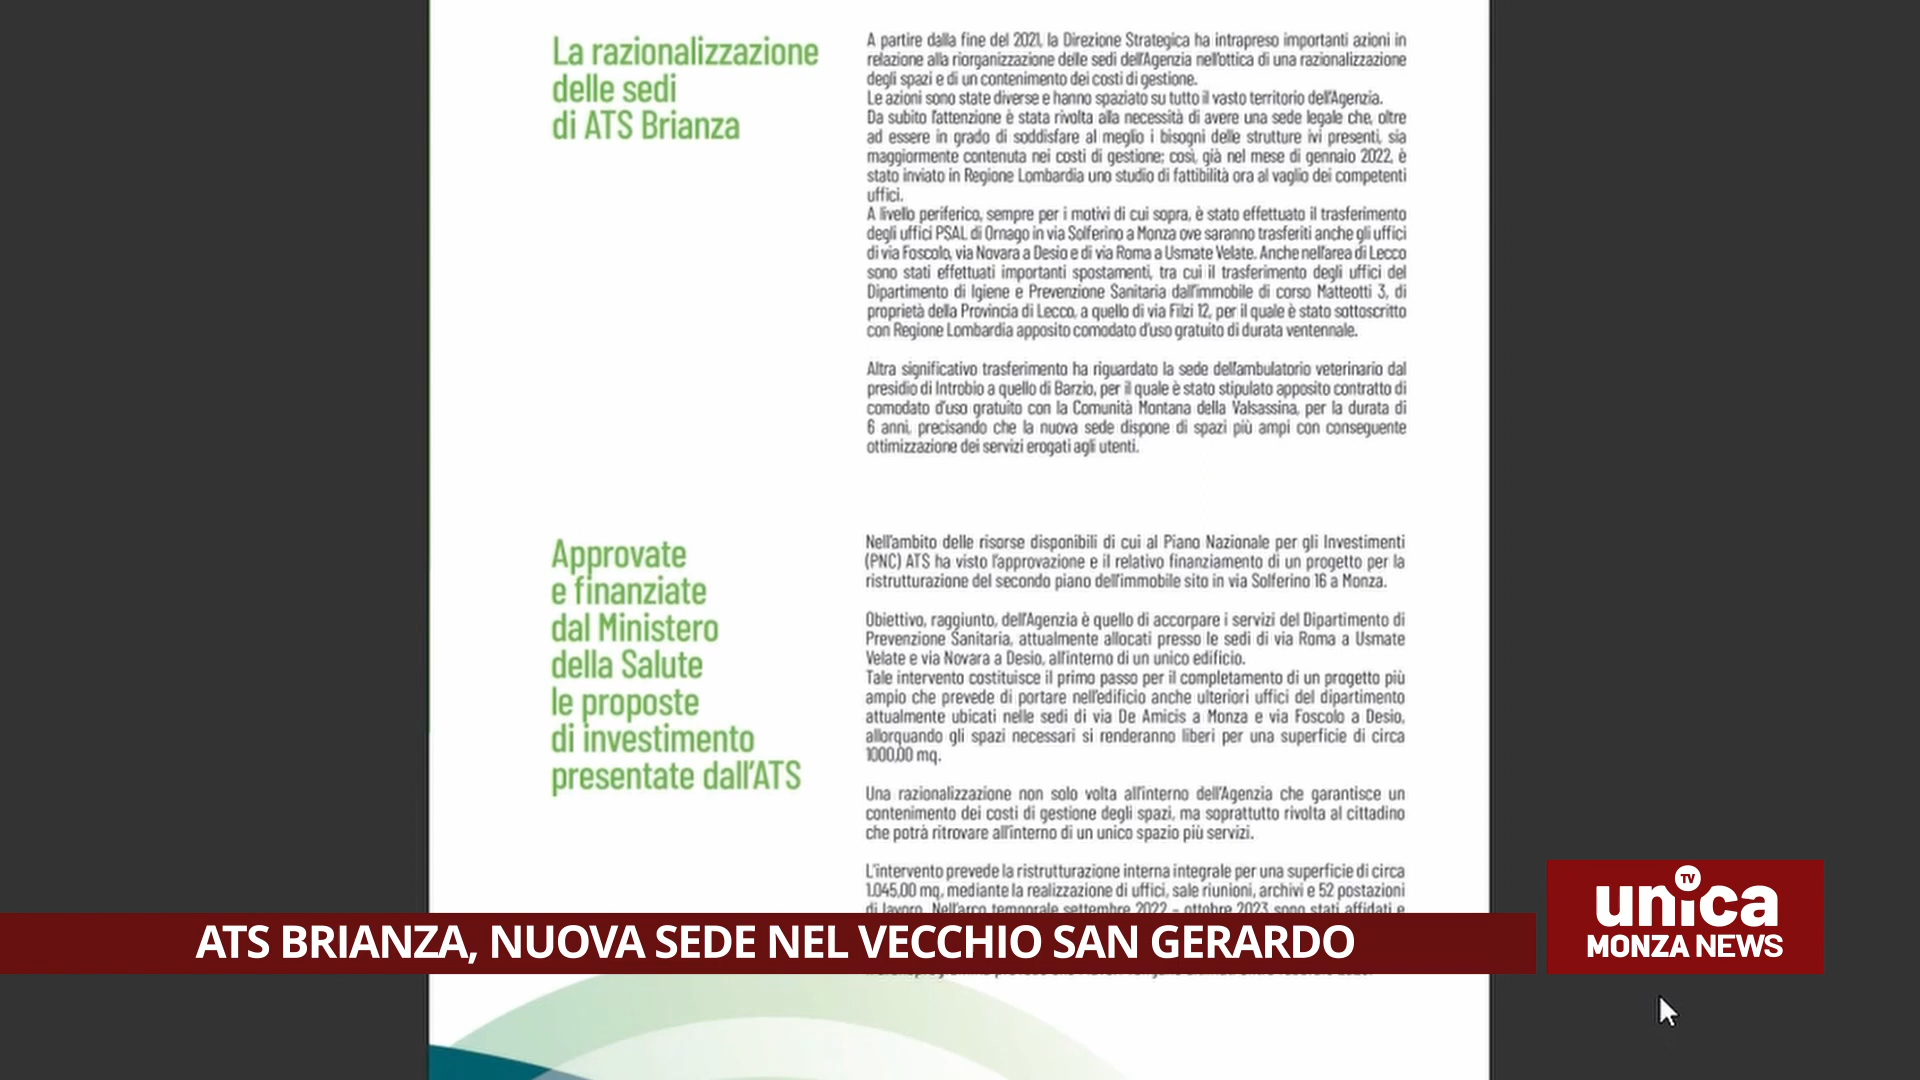 La razionalizzazione
delle sedi
di ATS Brianza
A partire dalla fine del 2021, la Direzione Strategica ha intrapreso importanti azioni in
relazione alla riorganizzazione delle sedi dell'Agenzia nell'ottica di una razionalizzazione
degli spazi e di un contenimento dei costi di gestione.
Le azioni sono state diverse e hanno spaziato su tutto il vasto territorio dell'Agenzia.
Da subito l'attenzione è stata rivolta alla necessità di avere una sede legale che, oltre
ad essere in grado di soddisfare al meglio i bisogni delle strutture ivi presenti, sia
maggiormente contenuta nei costi di gestione; così, già nel mese di gennaio 2022, è
stato inviato in Regione Lombardia uno studio di fattibilità ora al vaglio dei competenti
uffici.
A livello periferico, sempre per i motivi di cui sopra, è stato effettuato il trasferimento
degli uffici PSAL di Ornago in via Solferino a Monza ove saranno trasferiti anche gli uffici
di via Foscolo, via Novara a Desio e di via Roma a Usmate Velate. Anche nell'area di Lecco
sono stati effettuati importanti spostamenti, tra cui il trasferimento degli uffici del
Dipartimento di Igiene e Prevenzione Sanitaria dall'immobile di corso Matteotti 3, di
proprietà della Provincia di Lecco, a quello di via Filzi 12, per il quale è stato sottoscritto
con Regione Lombardia apposito comodato d'uso gratuito di durata ventennale.
Altra significativo trasferimento ha riguardato la sede dell'ambulatorio veterinario dal
presidio di Introbio a quello di Barzio, per il quale è stato stipulato apposito contratto di
comodato d'uso gratuito con la Comunità Montana della Valsassina, per la durata di
6 anni, precisando che la nuova sede dispone di spazi più ampi con conseguente
ottimizzazione dei servizi erogati agli utenti.
Approvate
e finanziate
dal Ministero
della Salute
le proposte
di investimento
presentate dall'ATS
Nell'ambito delle risorse disponibili di cui al Piano Nazionale per gli Investimenti
(PNC) ATS ha visto l'approvazione e il relativo finanziamento di un progetto per la
ristrutturazione del secondo piano dell'immobile sito in via Solferino 16 a Monza.
Obiettivo, raggiunto, dell'Agenzia è quello di accorpare i servizi del Dipartimento di
Prevenzione Sanitaria, attualmente allocati presso le sedi di via Roma a Usmate
Velate e via Novara a Desio, all'interno di un unico edificio.
Tale intervento costituisce il primo passo per il completamento di un progetto più
ampio che prevede di portare nell'edificio anche ulteriori uffici del dipartimento
attualmente ubicati nelle sedi di via De Amicis a Monza e via Foscolo a Desio,
allorquando gli spazi necessari si renderanno liberi per una superficie di circa
1000,00 mq.
Una razionalizzazione non solo volta all'interno dell'Agenzia che garantisce un
contenimento dei costi di gestione degli spazi, ma soprattutto rivolta al cittadino
che potrà ritrovare all'interno di un unico spazio più servizi.
L'intervento prevede la ristrutturazione interna integrale per una superficie di circa
1.045,00 mq, mediante la realizzazione di uffici, sale riunioni, archivi e 52 postazioni
di lavoro. Nell'arco temporale settembre 2022 – ottobre 2023 sono stati affidati e
ATS BRIANZA, NUOVA SEDE NEL VECCHIO SAN GERARDO
TV
unica
MONZA NEWS